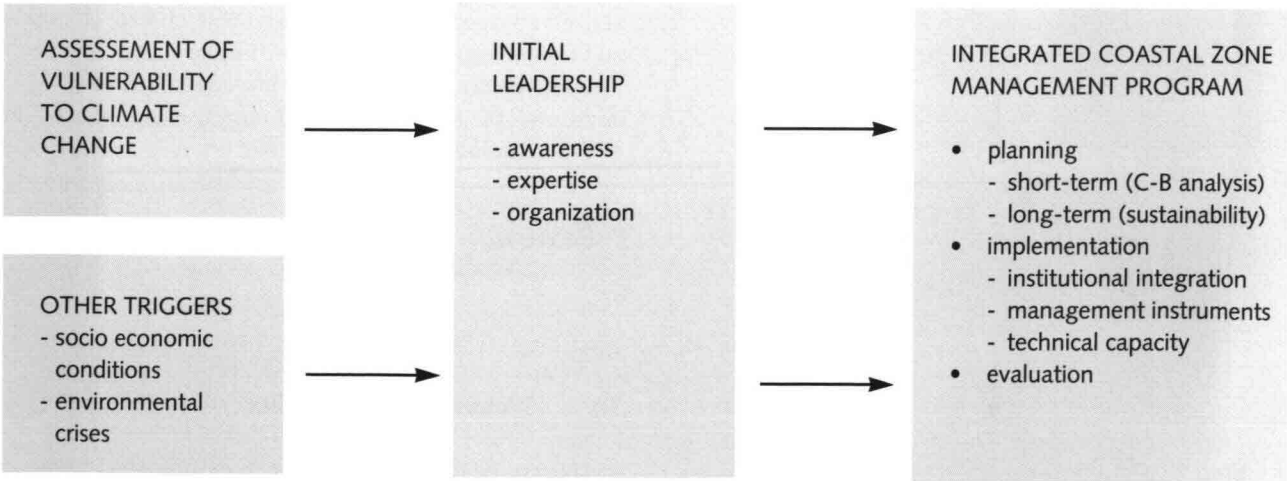 ASSESSEMENT OF
VULNERABILITY
TO CLIMATE
CHANGE
OTHER TRIGGERS
- socio economic
conditions
- environmental
crises
INITIAL
LEADERSHIP
- awareness
- expertise
- organization
INTEGRATED COASTAL ZONE
MANAGEMENT PROGRAM
• planning
- short-term (C-B analysis)
- long-term (sustainability)
• implementation
- institutional integration
- management instruments
- technical capacity
• evaluation